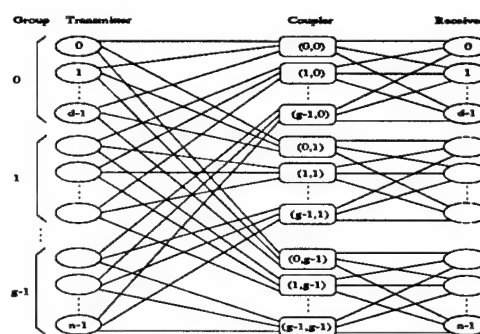 Group Transmitter Coupler Receiver
0 (0,0) 0
1 (1,0) 1
0
d-1 (g-1,0) d-1
(0,1)
1 (1,1)
(g-1,1)
(0,g-1)
g-1 (1,g-1)
n-1 (g-1,g-1) n-1